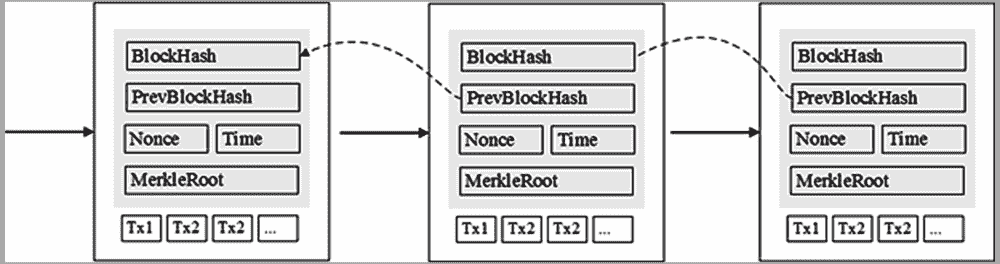 BlockHash
PrevBlockHash
Nonce Time
MerkleRoot
Tx1 Tx2 Tx2 ...
BlockHash
PrevBlockHash
Nonce Time
MerkleRoot
Tx1 Tx2 Tx2 ...
BlockHash
PrevBlockHash
Nonce Time
MerkleRoot
Tx1 Tx2 Tx2 ...